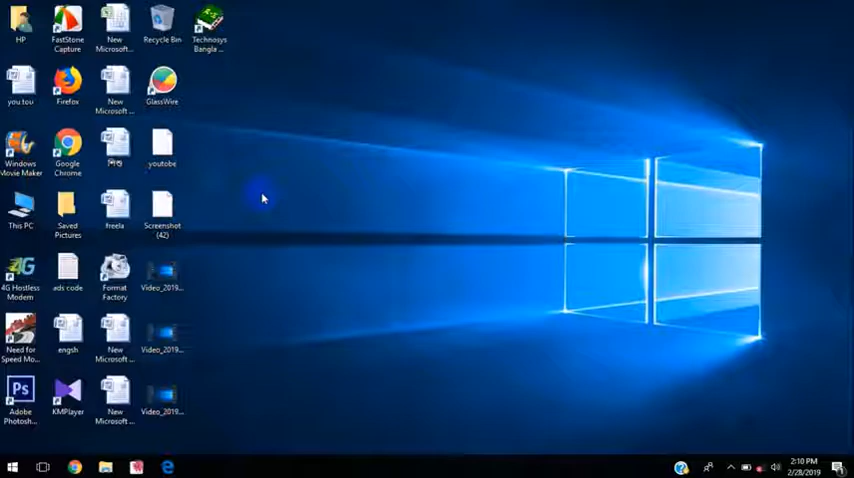 HP
FastStone
Capture
New
Microsoft...
Recycle Bin
Technosys
Bangla ...
you tou
Firefox
New
Microsoft ...
GlassWire
Windows
Movie Maker
Google
Chrome
youtobe
This PC
Saved
Pictures
freela
Screenshot
(42)
4G
4G Hostless
Modem
ads code
Format
Factory
Video_2019...
Need for
Speed Mo...
engsh
New
Microsoft ...
Video_2019...
Ps
Adobe
Photosh...
KMPlayer
New
Microsoft ...
Video_2019...
2:10 PM
2/28/2019